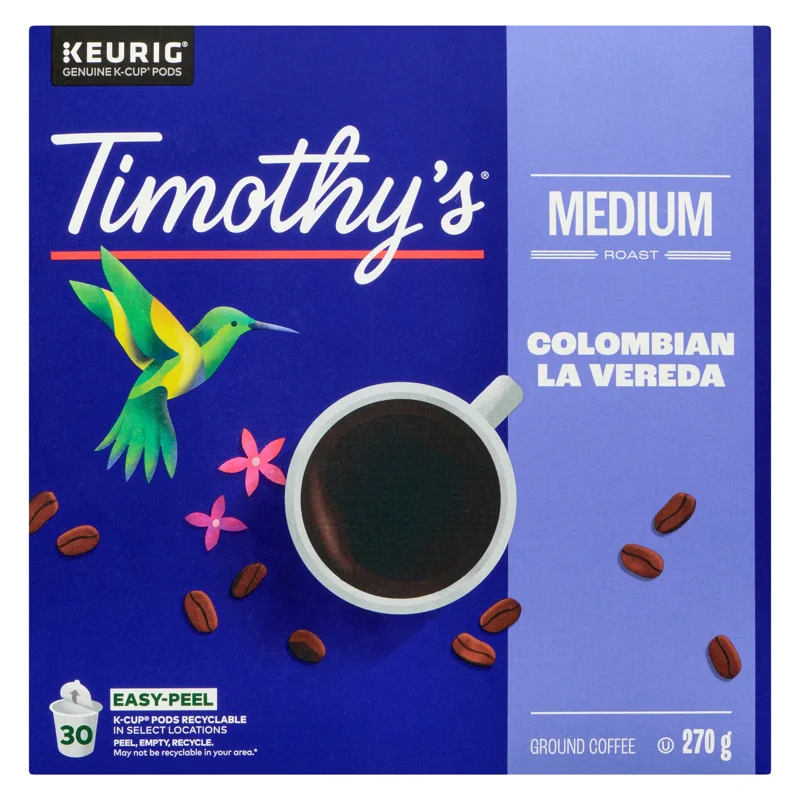 KEURIG®
GENUINE K-CUP® PODS
Timothy's®
MEDIUM
ROAST
COLOMBIAN
LA VEREDA
30
EASY-PEEL
K-CUP® PODS RECYCLABLE
IN SELECT LOCATIONS
PEEL, EMPTY, RECYCLE.
May not be recyclable in your area.*
GROUND COFFEE U 270 g